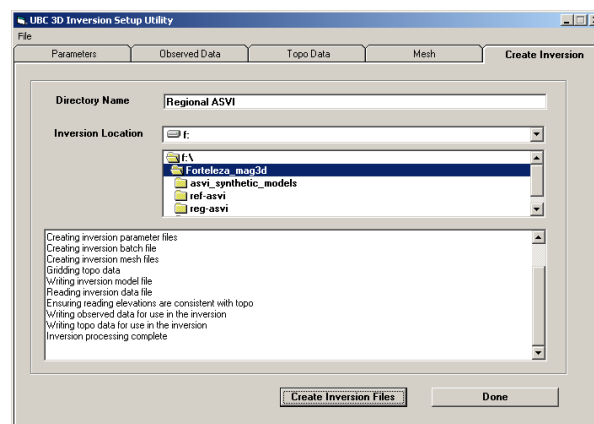 UBC 3D Inversion Setup Utility
File
Parameters Observed Data Topo Data Mesh Create Inversion
Directory Name Regional ASVI
Inversion Location f:
f:\
Forteleza_mag3d
asvi_synthetic_models
ref-asvi
reg-asvi
Creating inversion parameter files
Creating inversion batch file
Creating inversion mesh files
Gridding topo data
Writing inversion model file
Reading inversion data file
Ensuring reading elevations are consistent with topo
Writing observed data for use in the inversion
Writing topo data for use in the inversion
Inversion processing complete
Create Inversion Files Done